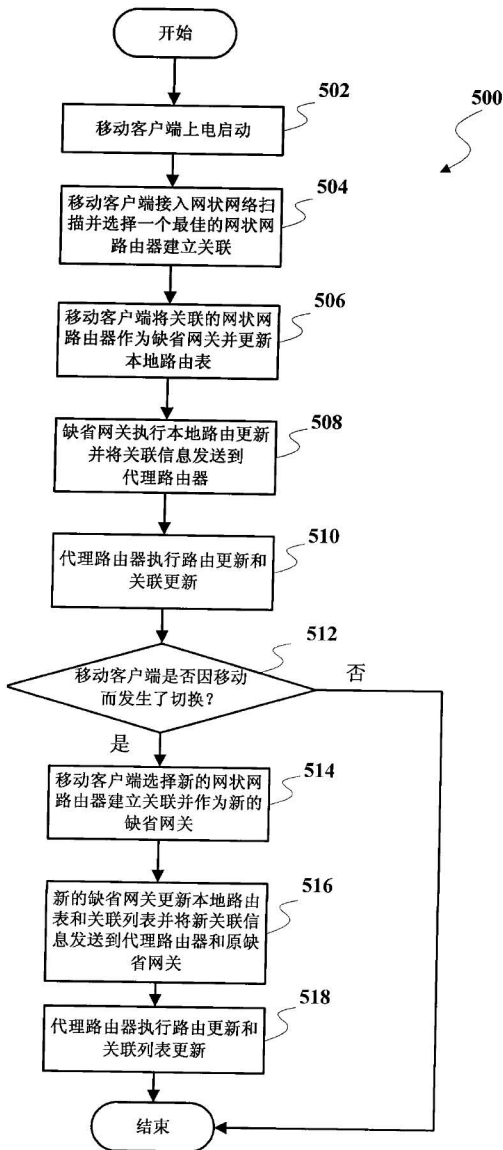 开始
502
500
移动客户端上电启动
504
移动客户端接入网状网络扫
描并选择一个最佳的网状网
路由器建立关联
506
移动客户端将关联的网状网
路由器作为缺省网关并更新
本地路由表
508
缺省网关执行本地路由更新
并将关联信息发送到
代理路由器
510
代理路由器执行路由更新和
关联更新
512
移动客户端是否因移动
而发生了切换？
否
是
514
移动客户端选择新的网状网
路由器建立关联并作为新的
缺省网关
516
新的缺省网关更新本地路由
表和关联列表并将新关联信
息发送到代理路由器和原缺
省网关
518
代理路由器执行路由更新和
关联列表更新
结束